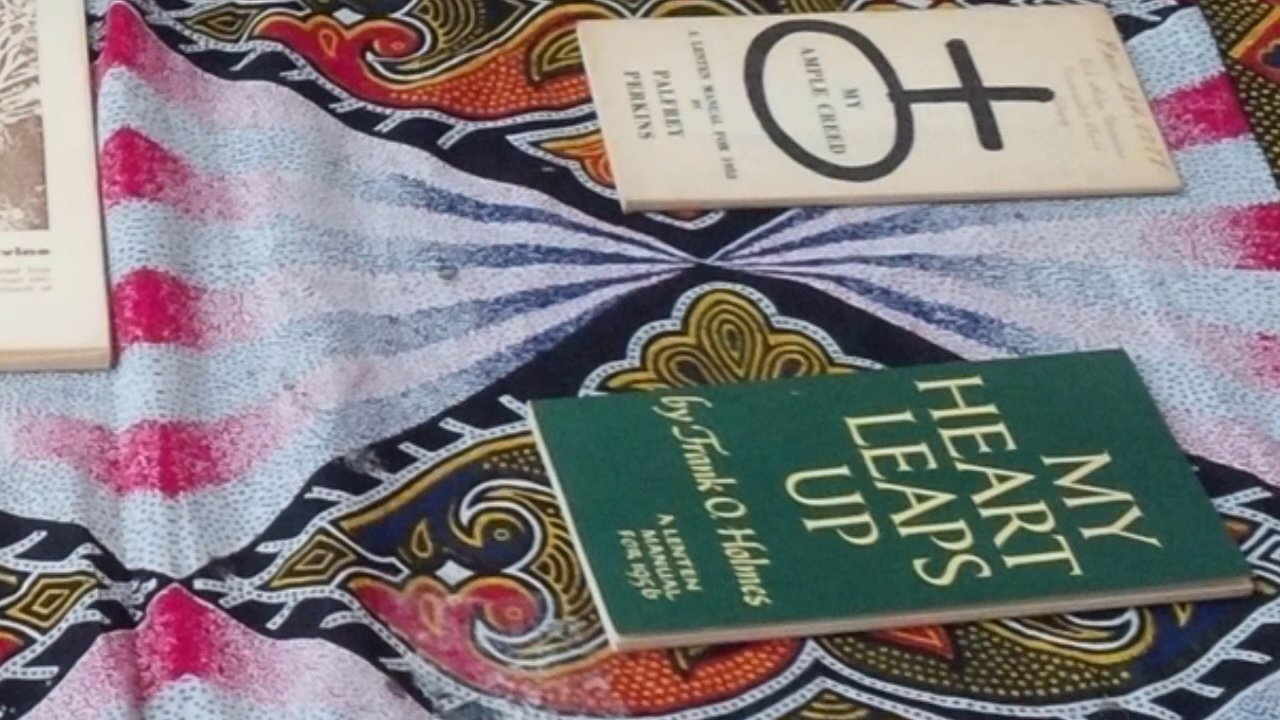 MY
AMPLE CREED
A LENTEN MANUAL FOR 1955
BY
PALFREY
PERKINS
MY
HEART
LEAPS
UP
by Frank O. Holmes
A LENTEN
MANUAL
FOR 1956